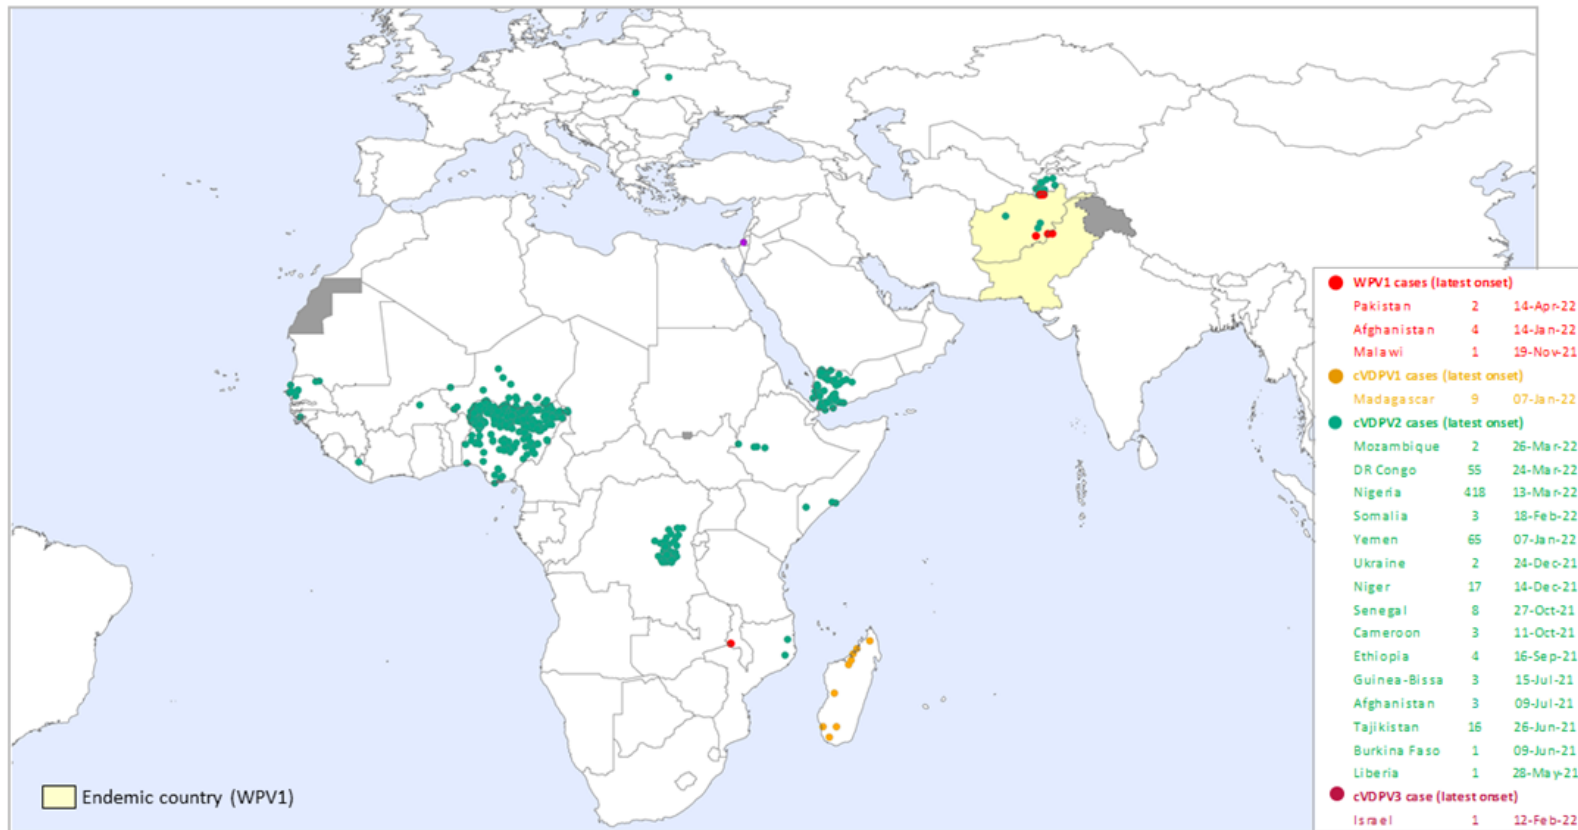 WPV1 cases (latest onset)
Pakistan 2 14-Apr-22
Afghanistan 4 14-Jan-22
Malawi 1 19-Nov-21
cVDPV1 cases (latest onset)
Madagascar 9 07-Jan-22
cVDPV2 cases (latest onset)
Mozambique 2 26-Mar-22
DR Congo 55 24-Mar-22
Nigeria 418 13-Mar-22
Somalia 3 18-Feb-22
Yemen 65 07-Jan-22
Ukraine 2 24-Dec-21
Niger 17 14-Dec-21
Senegal 8 27-Oct-21
Cameroon 3 11-Oct-21
Ethiopia 4 16-Sep-21
Guinea-Bissa 3 15-Jul-21
Afghanistan 3 09-Jul-21
Tajikistan 16 26-Jun-21
Burkina Faso 1 09-Jun-21
Liberia 1 28-May-21
cVDPV3 case (latest onset)
Israel 1 12-Feb-22
Endemic country (WPV1)